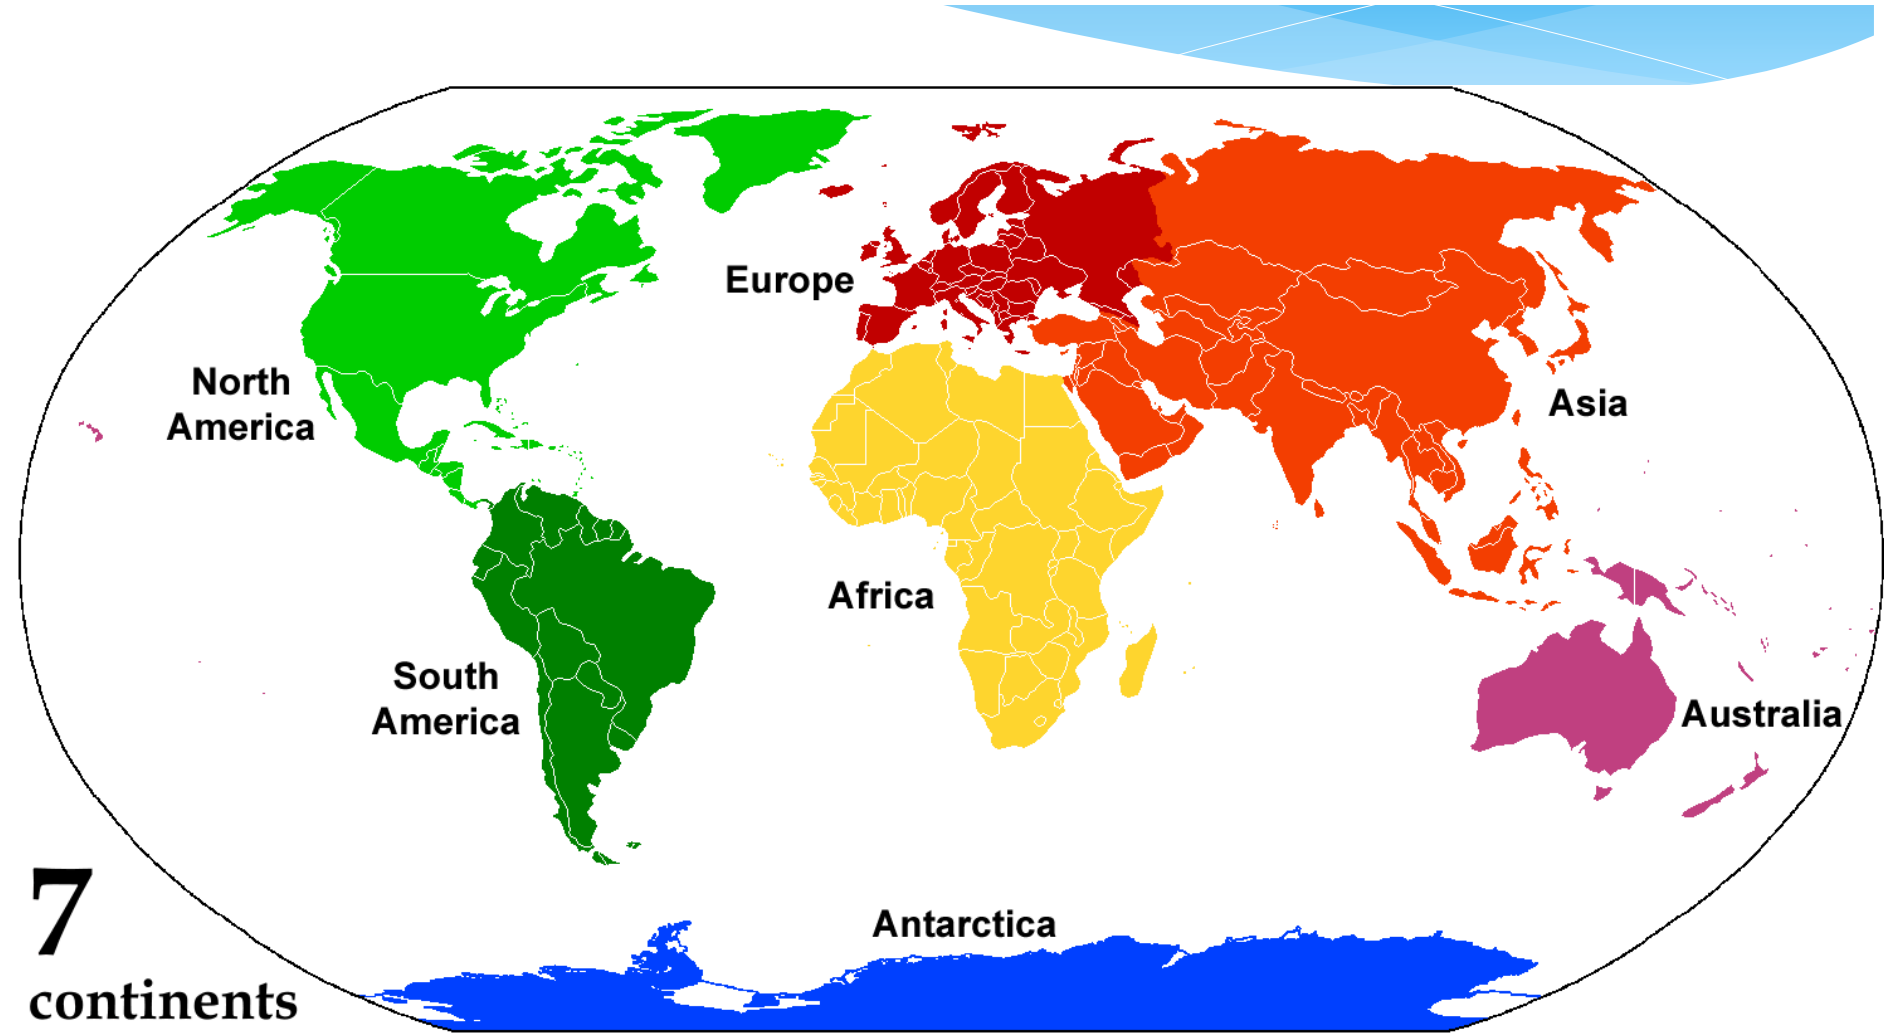 Europe
North
America
Asia
Africa
South
America
Australia
Antarctica
7
continents